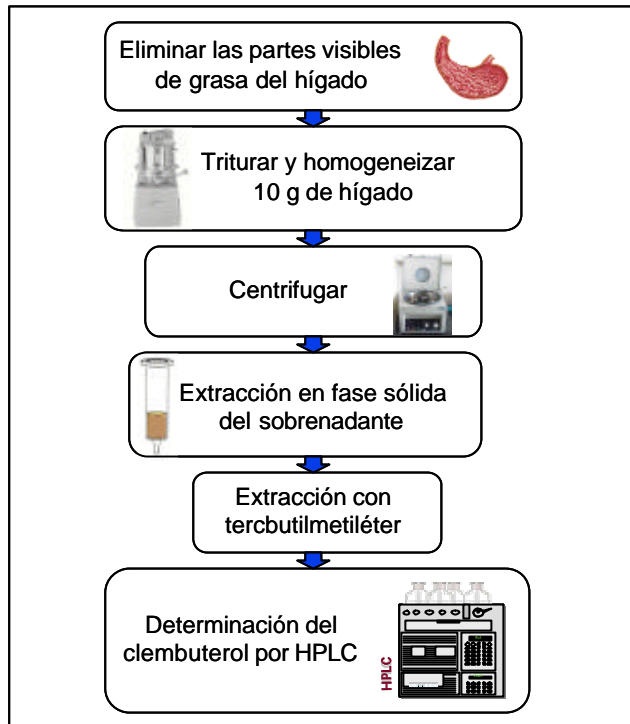 Eliminar las partes visibles
de grasa del hígado
Triturar y homogeneizar
10 g de hígado
Centrifugar
Extracción en fase sólida
del sobrenadante
Extracción con
tercbutilmetiléter
Determinación del
clembuterol por HPLC
HPLC